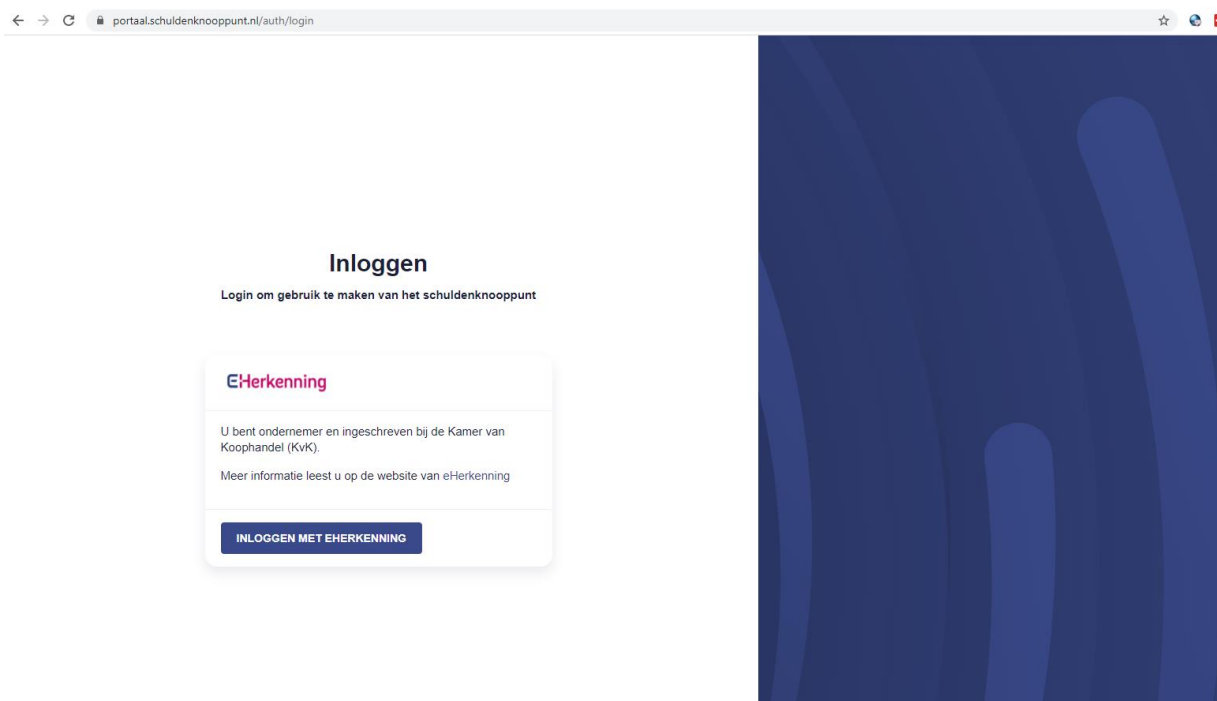 portaal.schuldenknooppunt.nl/auth/login
Inloggen
Login om gebruik te maken van het schuldenknooppunt
eHerkenning
U bent ondernemer en ingeschreven bij de Kamer van
Koophandel (KvK).
Meer informatie leest u op de website van eHerkenning
INLOGGEN MET EHERKENNING